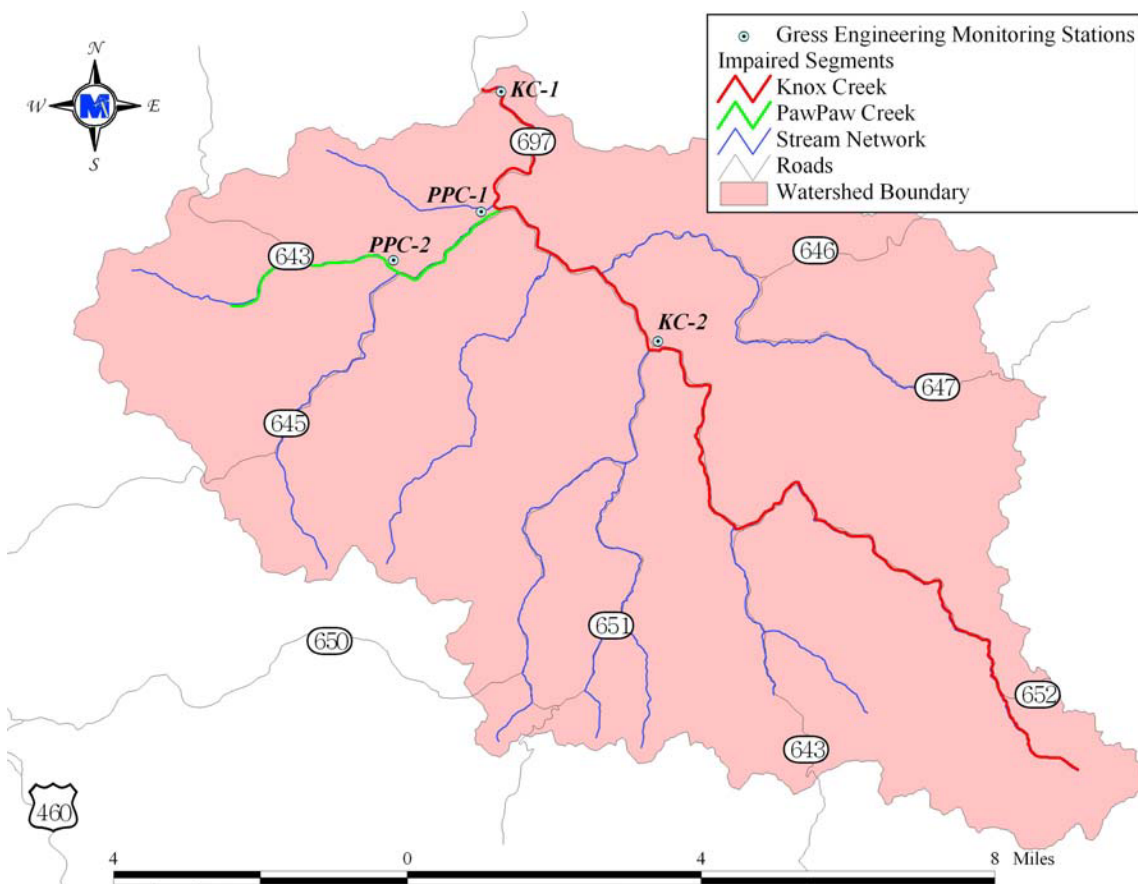 Gress Engineering Monitoring Stations
Impaired Segments
Knox Creek
PawPaw Creek
Stream Network
Roads
Watershed Boundary
N
W
M
E
S
KC-1
697
PPC-1
643
PPC-2
646
KC-2
647
645
651
650
652
643
460
4
0
4
8 Miles